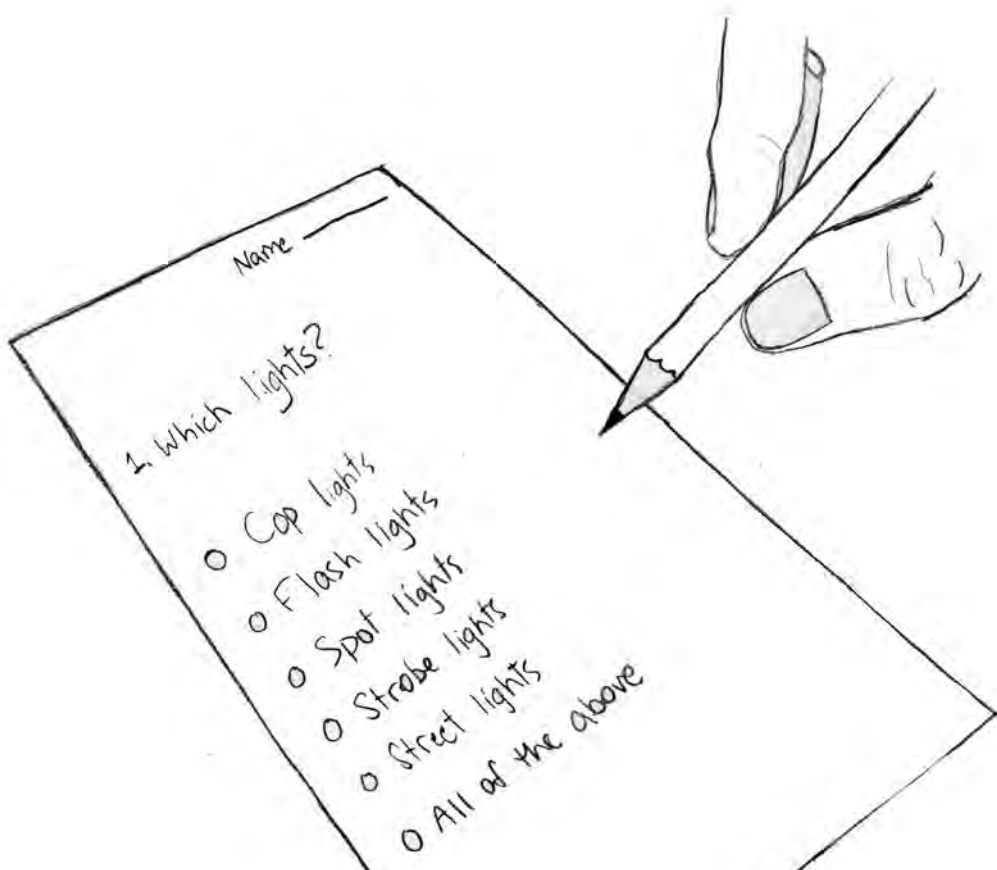 Name
1. Which lights?
Cop lights
Flash lights
Spot lights
Strobe lights
Street lights
All of the above